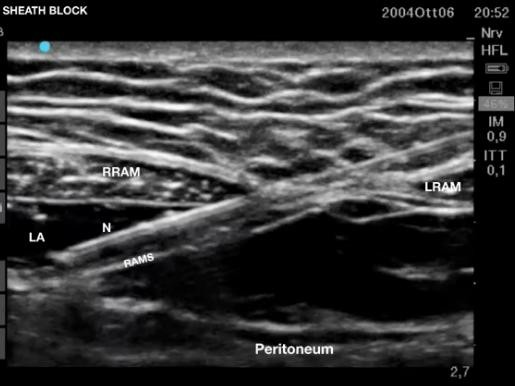 SHEATH BLOCK
2004Ott06 20:52
Nrv
HFL
46%
IM
0,9
ITT
0,1
RRAM
LRAM
N
LA
RAMS
Peritoneum
2,7